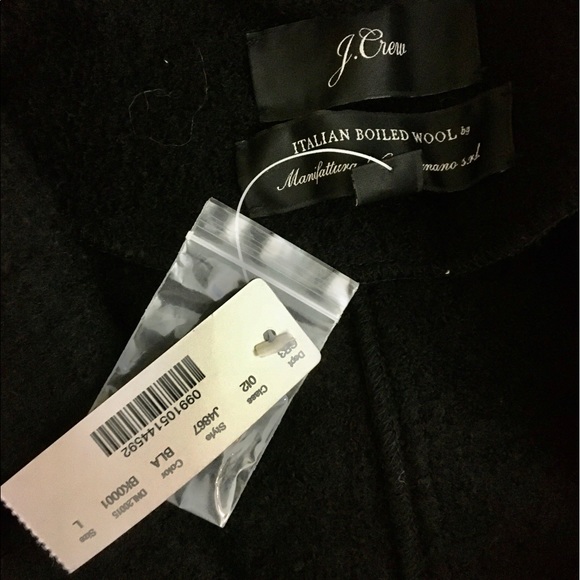 J.Crew
ITALIAN BOILED WOOL by
Manifattura mano s.r.l
Dept
Class
012
Style
J4867
Color
BLA
BK0001
Size
L
099105144592